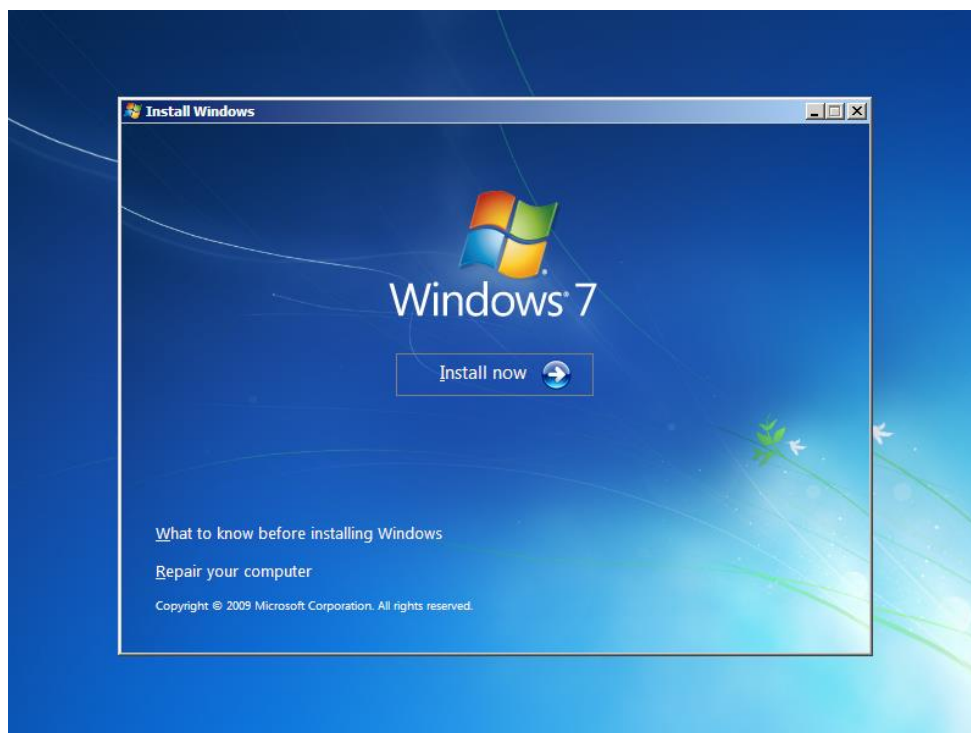 Install Windows
Windows® 7
Install now
What to know before installing Windows
Repair your computer
Copyright © 2009 Microsoft Corporation. All rights reserved.